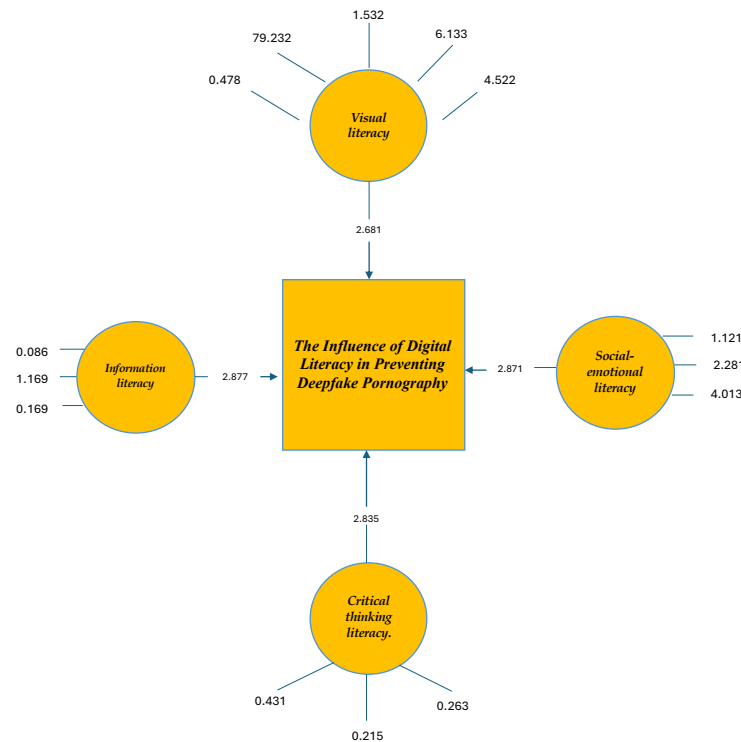 1.532
79.232
6.133
0.478
4.522
Visual
literacy
2.681
The Influence of Digital
Literacy in Preventing
Deepfake Pornography
0.086
1.169
0.169
Information
literacy
2.877
2.871
Social-
emotional
literacy
1.121
2.281
4.013
2.835
Critical
thinking
literacy.
0.431
0.215
0.263